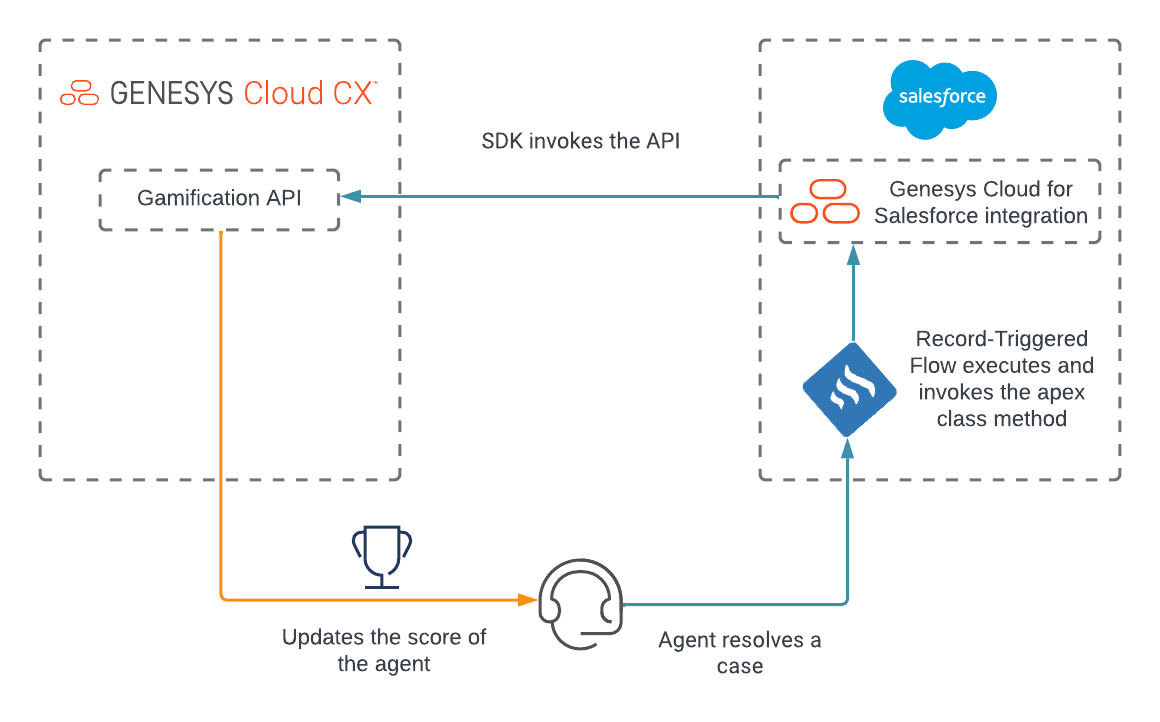 GENESYS Cloud CX™
salesforce
SDK invokes the API
Gamification API
Genesys Cloud for
Salesforce integration
Record-Triggered
Flow executes and
invokes the apex
class method
Updates the score of
the agent
Agent resolves a
case